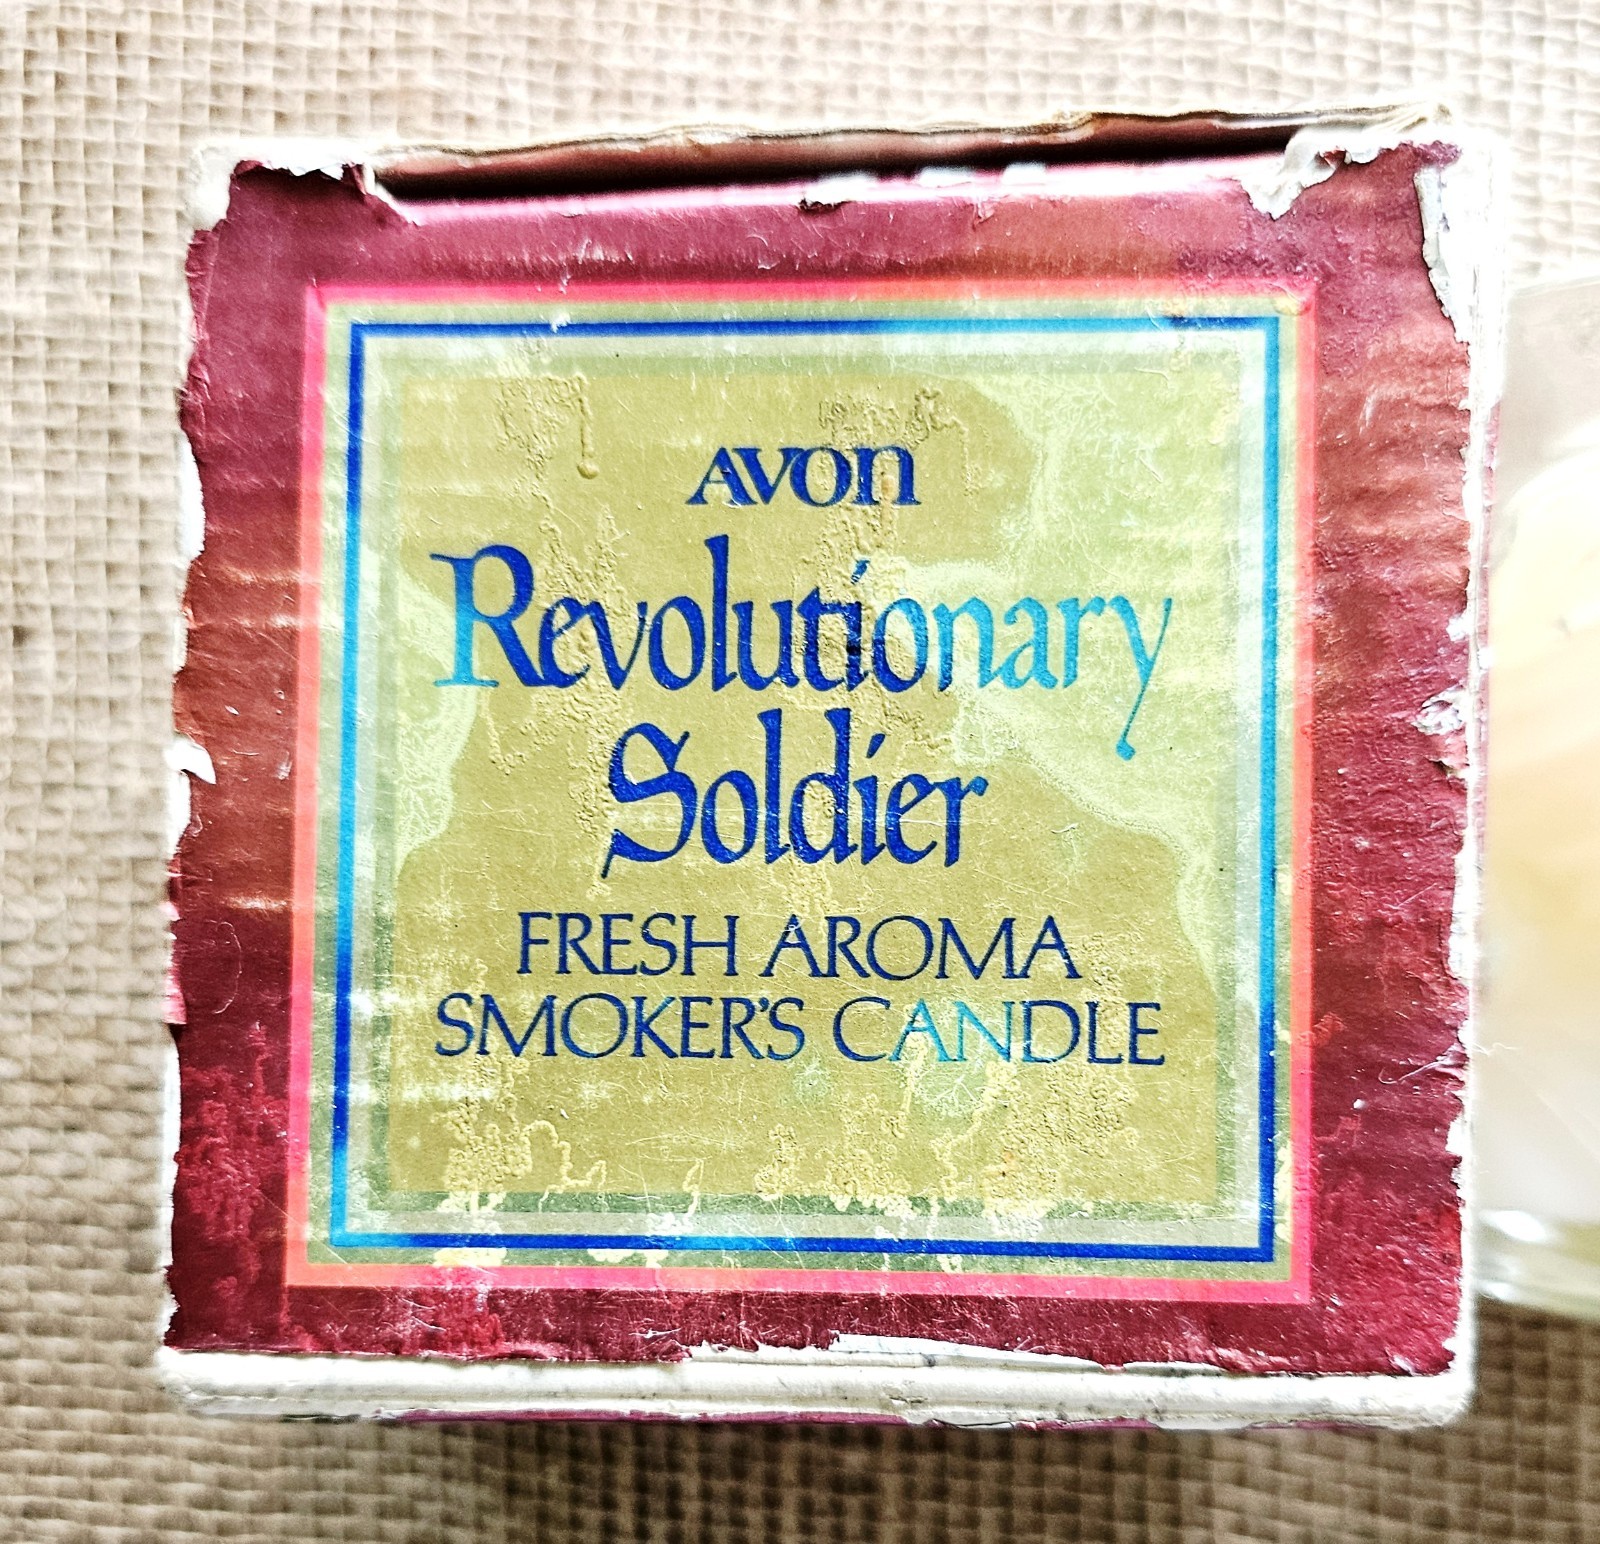 AVON
Revolutionary
Soldier
FRESH AROMA
SMOKER'S CANDLE